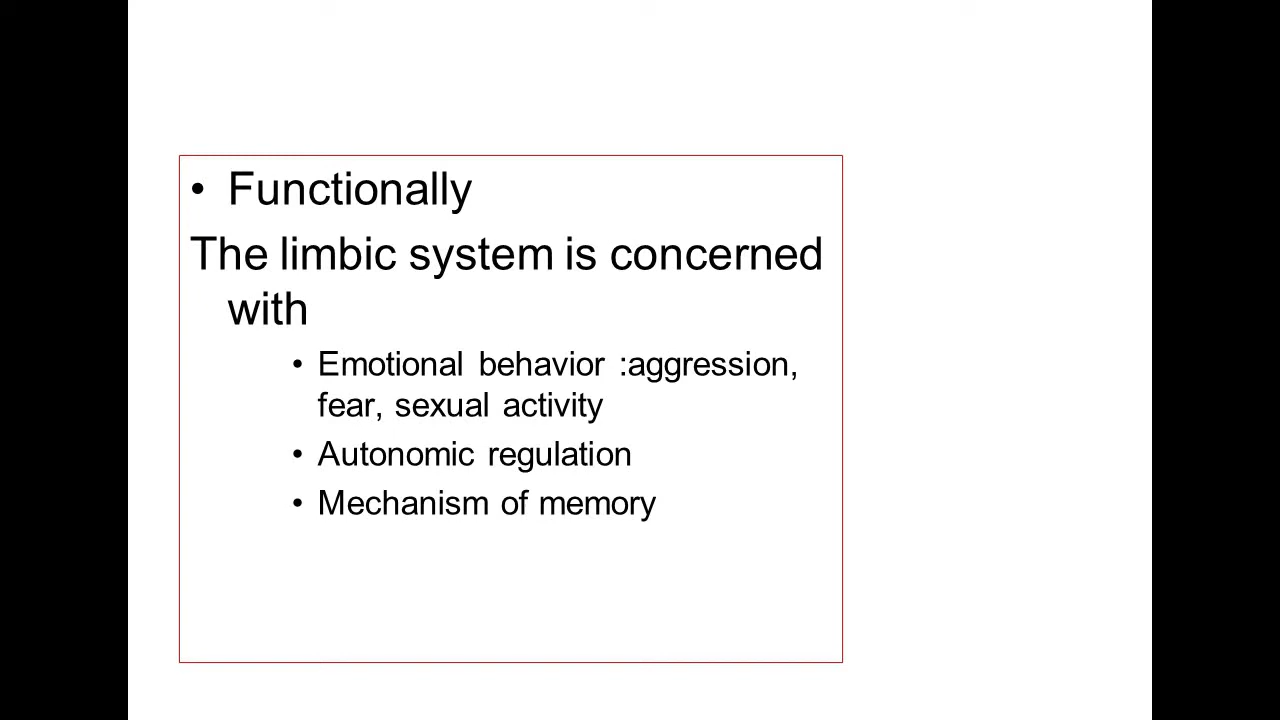 • Functionally
The limbic system is concerned
with
• Emotional behavior :aggression,
fear, sexual activity
• Autonomic regulation
• Mechanism of memory